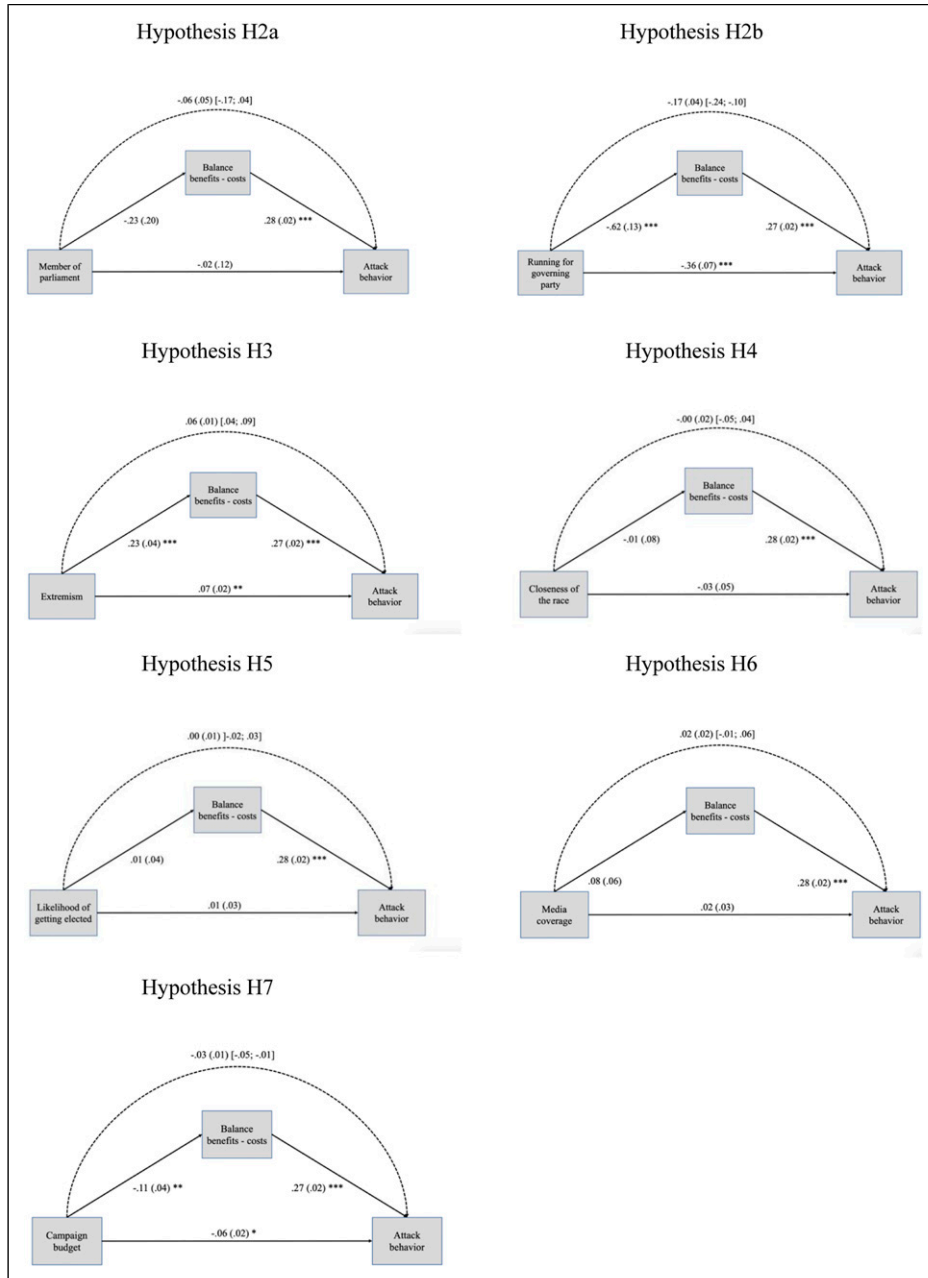 Hypothesis H2a
-.06 (.05) [-.17; .04]
Balance
benefits - costs
-.23 (.20)
.28 (.02) ***
Member of
parliament
-.02 (.12)
Attack
behavior
Hypothesis H2b
-.17 (.04) [-.24; -.10]
Balance
benefits - costs
-.62 (.13) ***
.27 (.02) ***
Running for
governing
party
-.36 (.07) ***
Attack
behavior
Hypothesis H3
.06 (.01) [.04; .09]
Balance
benefits - costs
.23 (.04) ***
.27 (.02) ***
Extremism
.07 (.02) **
Attack
behavior
Hypothesis H4
-.00 (.02) [-.05; .04]
Balance
benefits - costs
-.01 (.08)
.28 (.02) ***
Closeness of
the race
-.03 (.05)
Attack
behavior
Hypothesis H5
.00 (.01) ]-.02; .03]
Balance
benefits - costs
.01 (.04)
.28 (.02) ***
Likelihood of
getting elected
.01 (.03)
Attack
behavior
Hypothesis H6
.02 (.02) [-.01; .06]
Balance
benefits - costs
.08 (.06)
.28 (.02) ***
Media
coverage
.02 (.03)
Attack
behavior
Hypothesis H7
-.03 (.01) [-.05; -.01]
Balance
benefits - costs
-.11 (.04) **
.27 (.02) ***
Campaign
budget
-.06 (.02) *
Attack
behavior